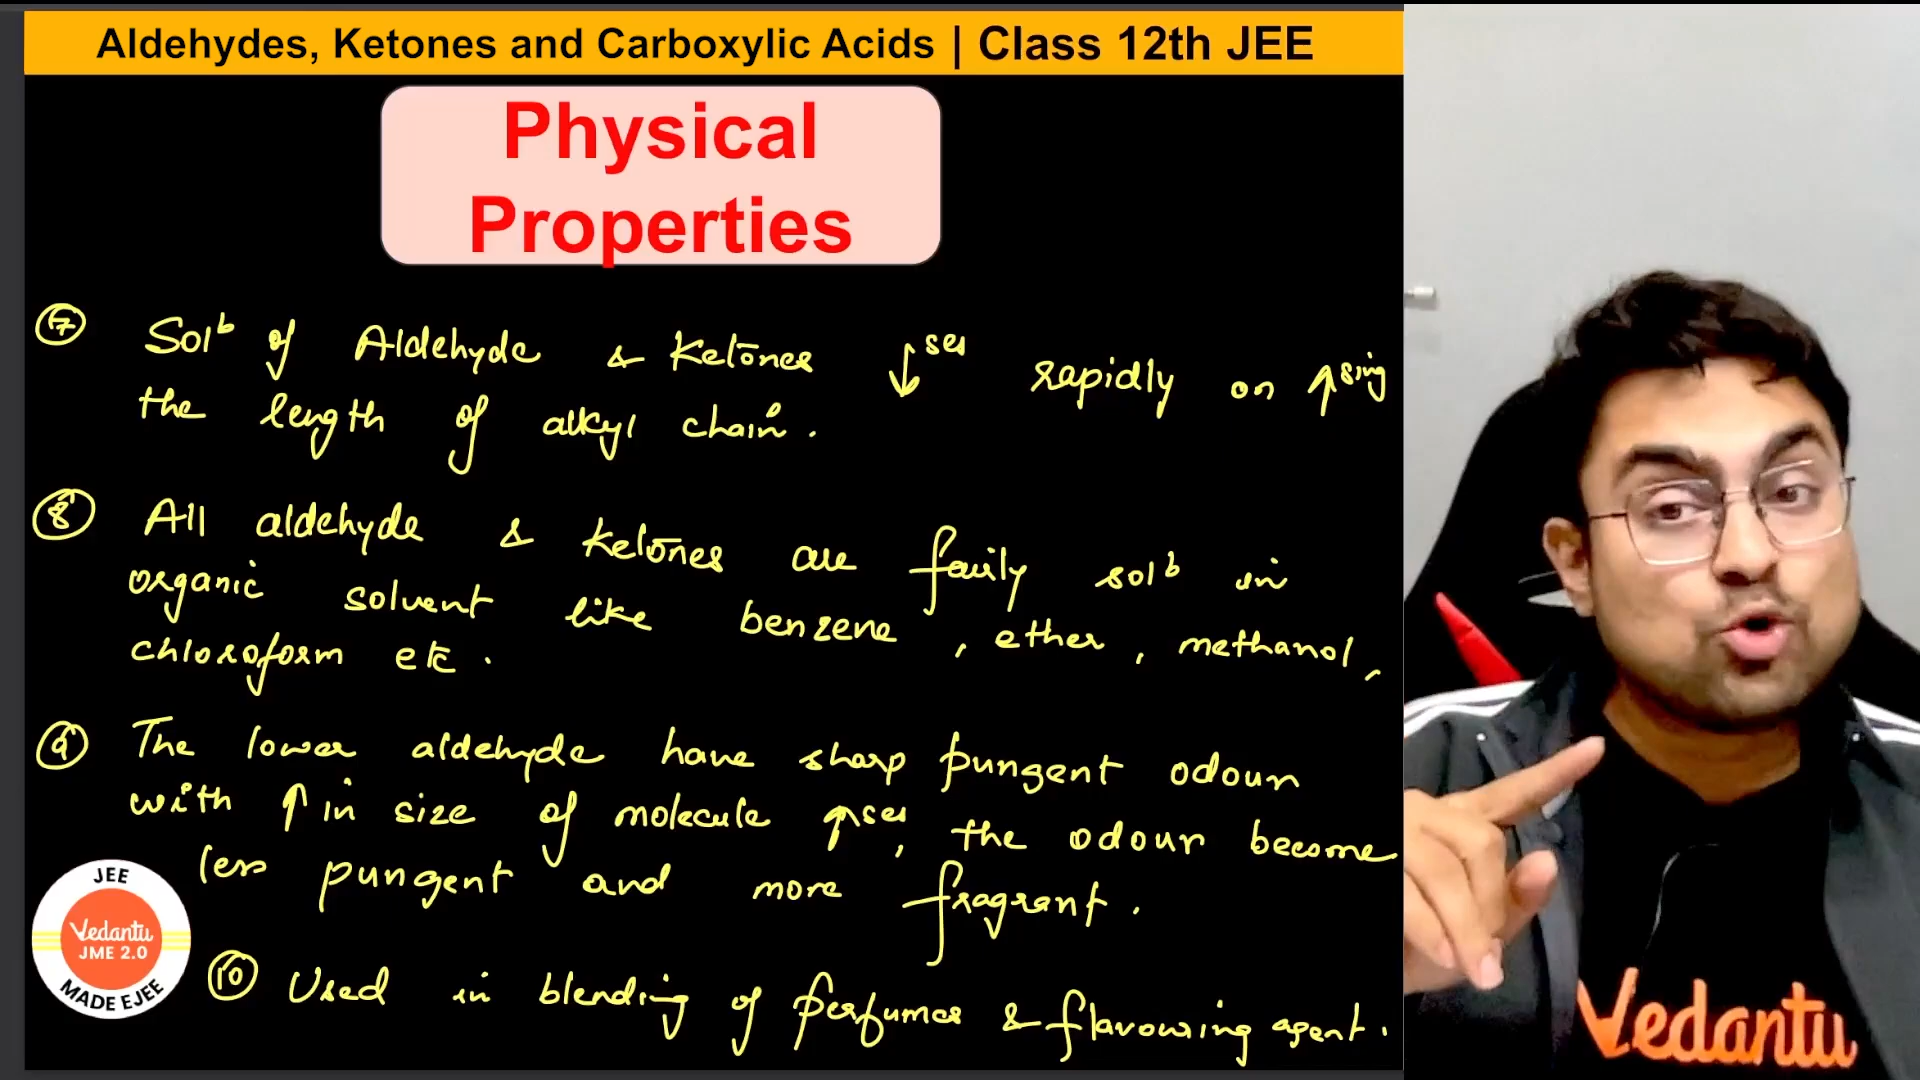 Aldehydes, Ketones and Carboxylic Acids | Class 12th JEE
Physical
Properties
⑦ Solᵇ of Aldehyde & Ketones ↓ses rapidly on ↑sing
the length of alkyl chain.
⑧ All aldehyde & ketones are fairly solᵇ in
organic solvent like benzene, ether, methanol,
chloroform etc.
⑨ The lower aldehyde have sharp pungent odour
with ↑ in size of molecule ↑ses, the odour become
less pungent and more fragrant.
⑩ Used in blending of perfumes & flavouring agent.
JEE
Vedantu
JME 2.0
MADE EJEE
Vedantu